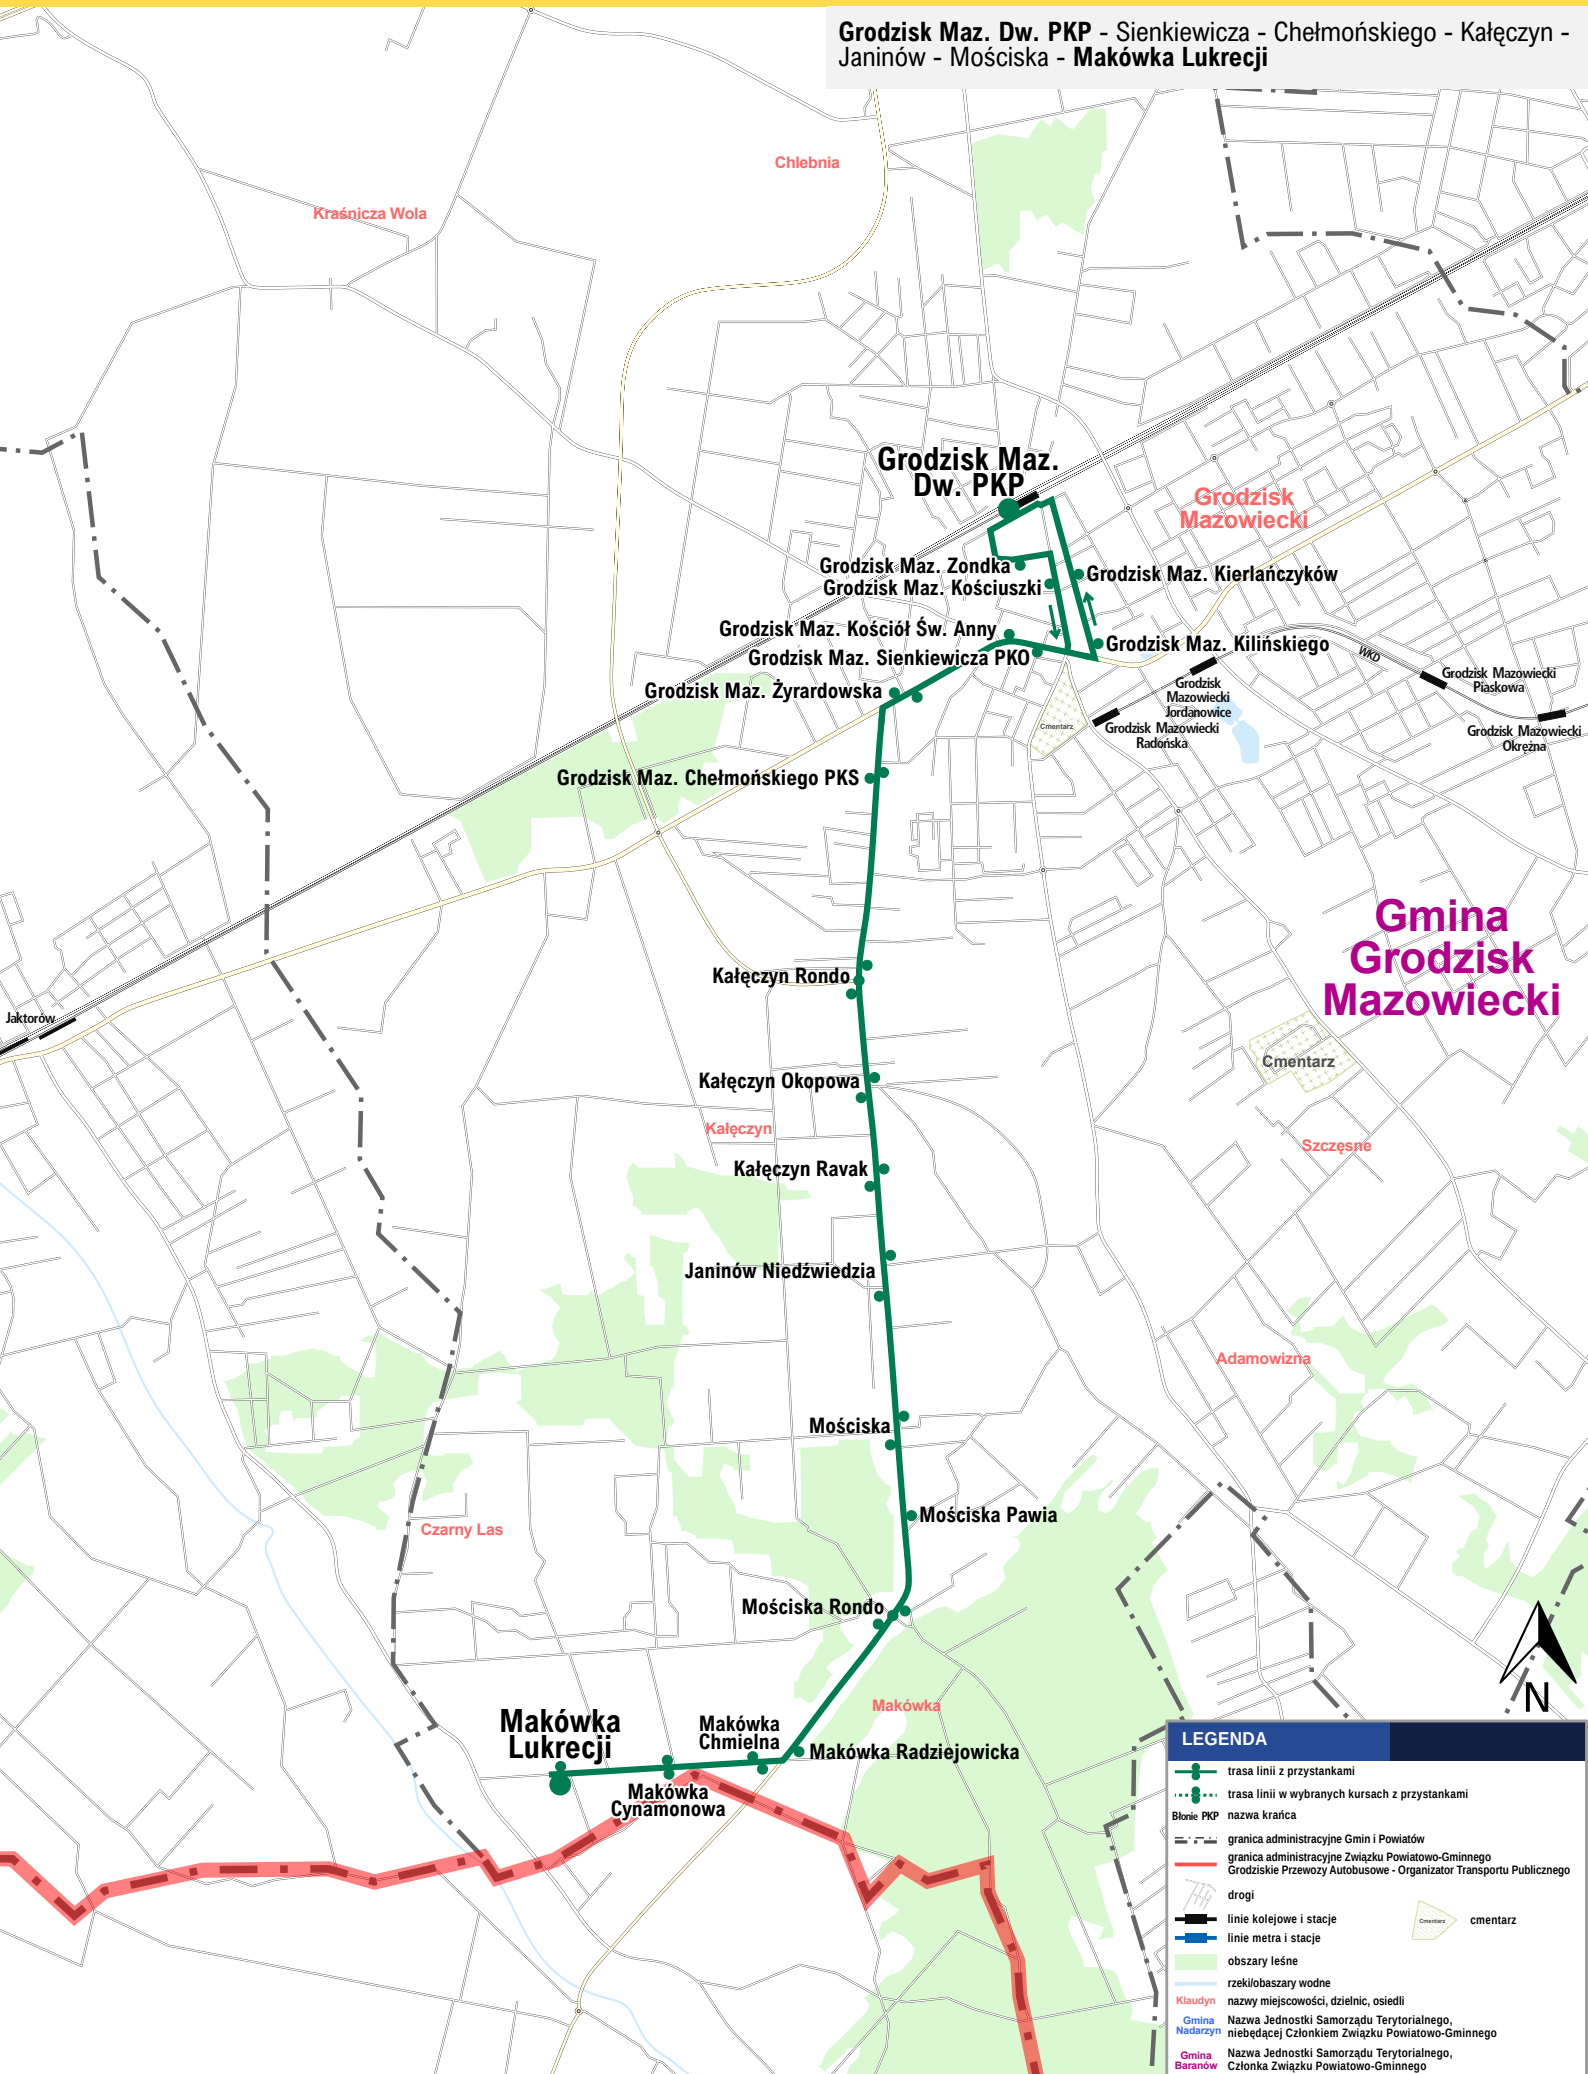 Grodzisk Maz. Dw. PKP - Sienkiewicza - Chełmońskiego - Kałęczyn -
Janinów - Mościska - Makówka Lukrecji
Chlebnia
Kraśnicza Wola
Grodzisk Maz.
Dw. PKP
Grodzisk
Mazowiecki
Grodzisk Maz. Zondka
Grodzisk Maz. Kierlańczyków
Grodzisk Maz. Kościuszki
Grodzisk Maz. Kościół Św. Anny
Grodzisk Maz. Kilińskiego
Grodzisk Maz. Sienkiewicza PKO
WKD
Grodzisk Mazowiecki
Piaskowa
Grodzisk
Mazowiecki
Jordanowice
Grodzisk Maz. Żyrardowska
Cmentarz
Grodzisk Mazowiecki
Radońska
Grodzisk Mazowiecki
Okrężna
Grodzisk Maz. Chełmońskiego PKS
Gmina
Grodzisk
Mazowiecki
Kałęczyn Rondo
Jaktorów
Cmentarz
Kałęczyn Okopowa
Kałęczyn
Szczęsne
Kałęczyn Ravak
Janinów Niedźwiedzia
Adamowizna
Mościska
Mościska Pawia
Czarny Las
Mościska Rondo
Makówka
N
Makówka
Lukrecji
Makówka
Chmielna
Makówka Radziejowicka
Makówka
Cynamonowa
LEGENDA
trasa linii z przystankami
trasa linii w wybranych kursach z przystankami
Błonie PKP nazwa krańca
granica administracyjne Gmin i Powiatów
granica administracyjne Związku Powiatowo-Gminnego
Grodziskie Przewozy Autobusowe - Organizator Transportu Publicznego
drogi
linie kolejowe i stacje
Cmentarz cmentarz
linie metra i stacje
obszary leśne
rzeki/obaszary wodne
Klaudyn nazwy miejscowości, dzielnic, osiedli
Gmina
Nadarzyn
Nazwa Jednostki Samorządu Terytorialnego,
niebędącej Członkiem Związku Powiatowo-Gminnego
Gmina
Baranów
Nazwa Jednostki Samorządu Terytorialnego,
Członka Związku Powiatowo-Gminnego